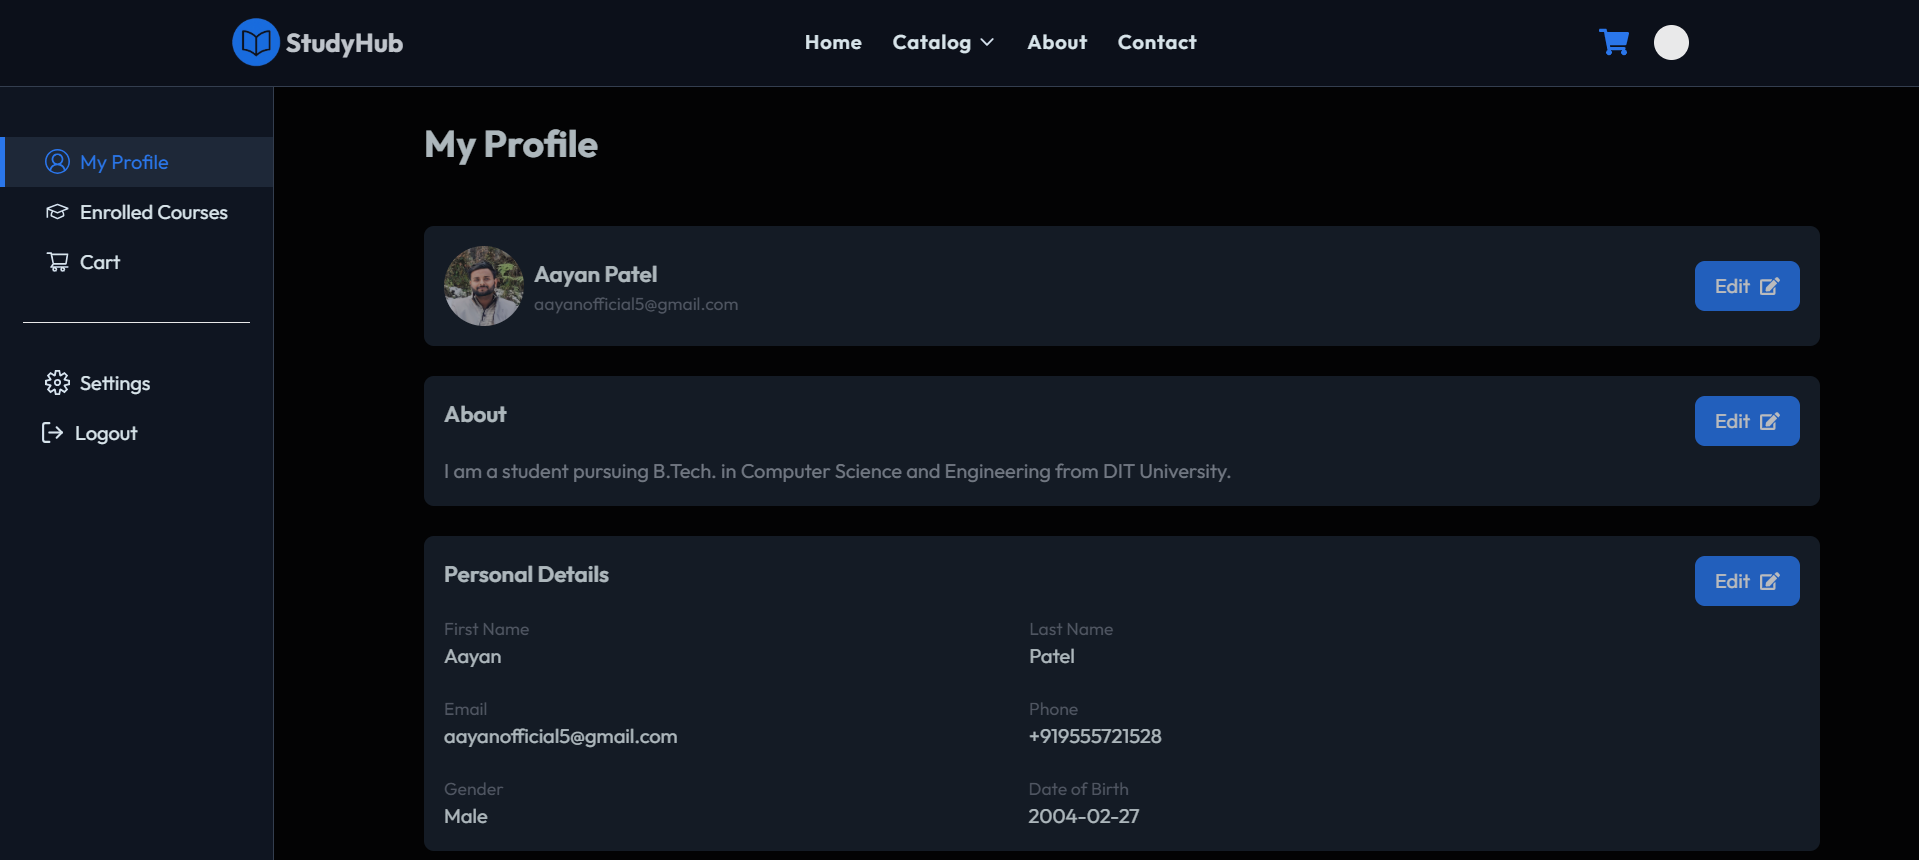 StudyHub
Home Catalog About Contact
My Profile
Enrolled Courses
Cart
Settings
Logout
My Profile
Aayan Patel
aayanofficial5@gmail.com
Edit
About
Edit
I am a student pursuing B.Tech. in Computer Science and Engineering from DIT University.
Personal Details
Edit
First Name
Aayan
Last Name
Patel
Email
aayanofficial5@gmail.com
Phone
+919555721528
Gender
Male
Date of Birth
2004-02-27